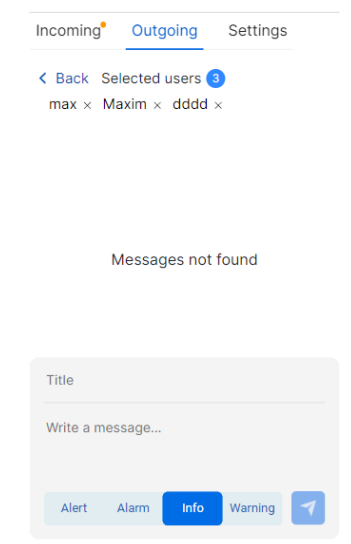 Incoming Outgoing Settings
Back Selected users 3
max × Maxim × dddd ×
Messages not found
Title
Write a message...
Alert Alarm Info Warning